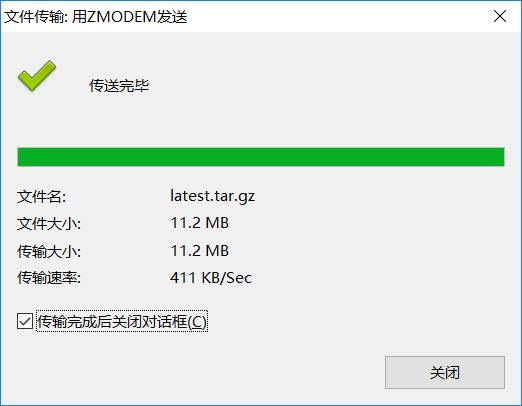 文件传输: 用ZMODEM发送
传送完毕
文件名: latest.tar.gz
文件大小: 11.2 MB
传输大小: 11.2 MB
传输速率: 411 KB/Sec
传输完成后关闭对话框(C)
关闭